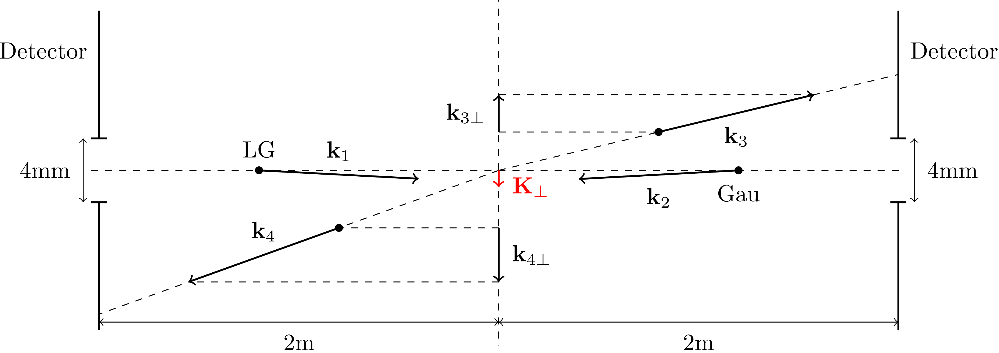 Detector
Detector
k3⊥
k3
LG
k1
4mm
4mm
K⊥
Gau
k2
k4
k4⊥
2m
2m